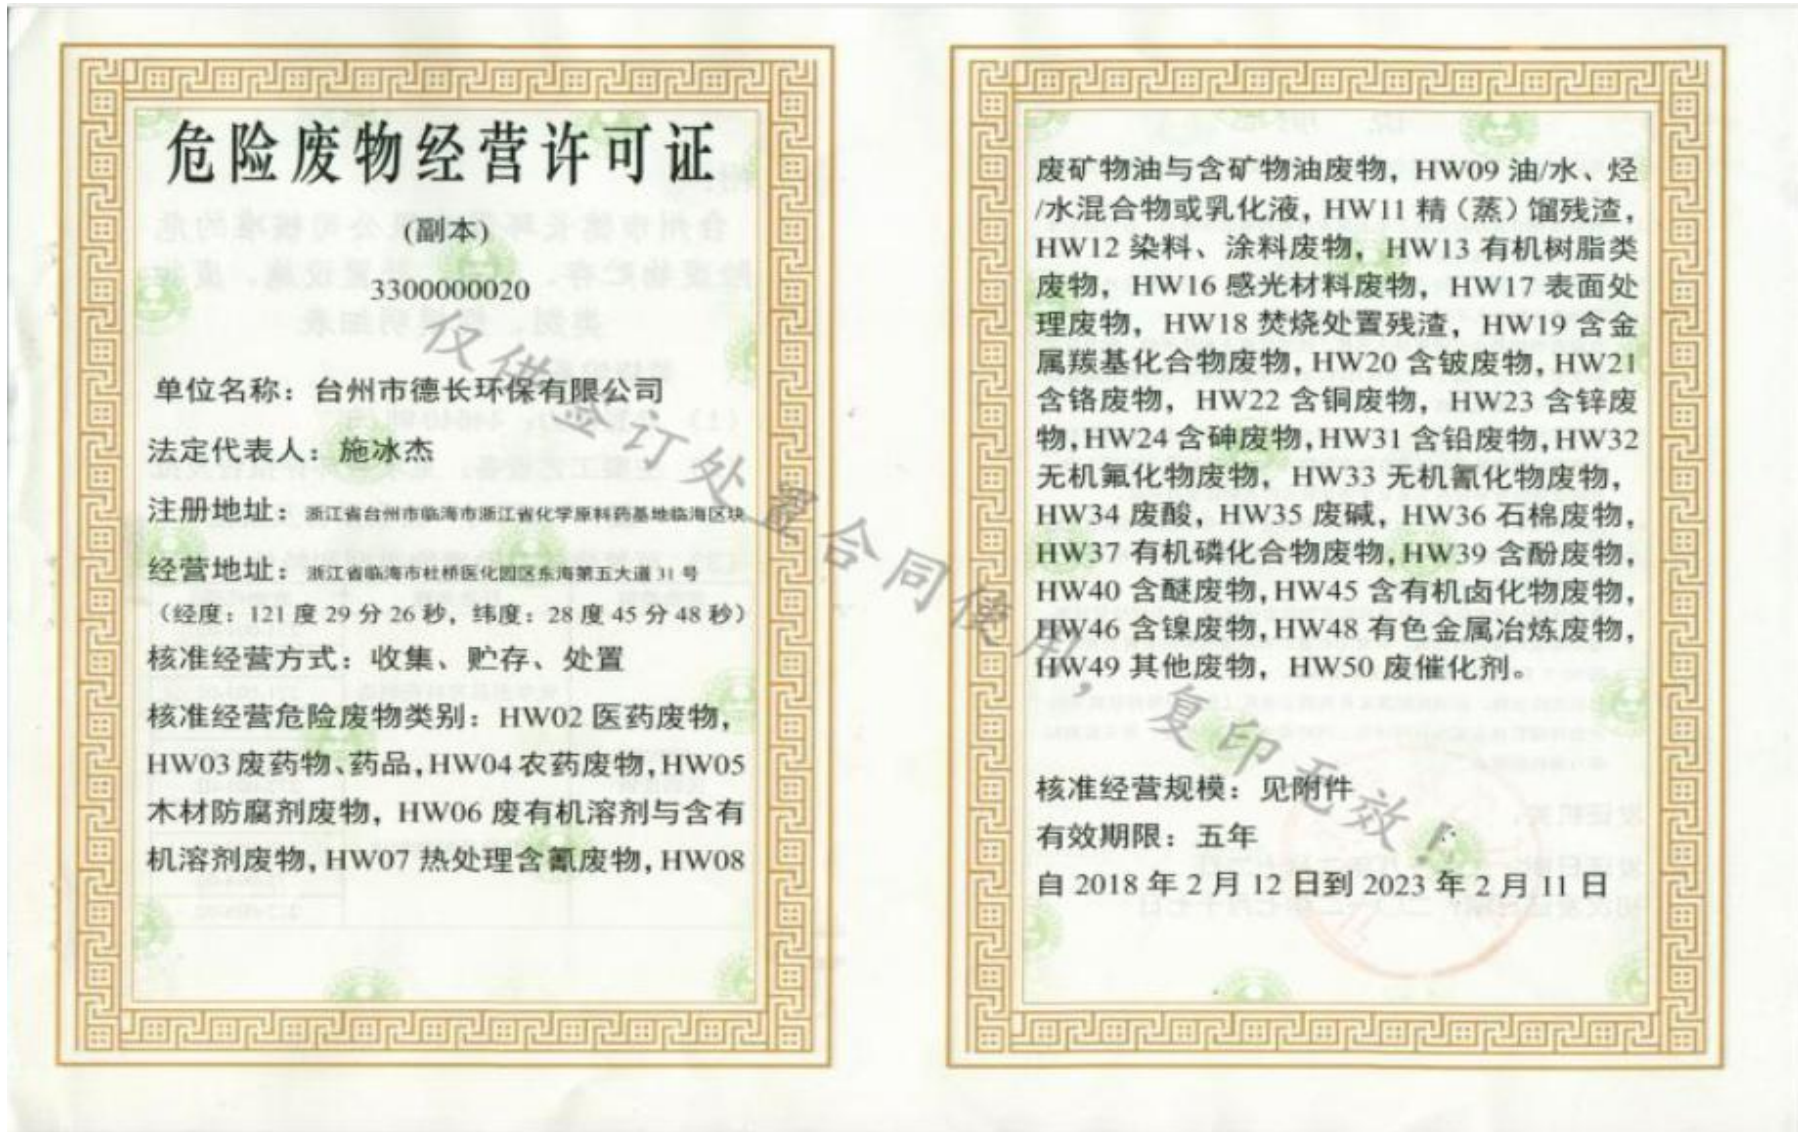 危险废物经营许可证
(副本)
3300000020
单位名称：台州市德长环保有限公司
法定代表人：施冰杰
注册地址：浙江省台州市临海市浙江省化学原料药基地临海区块
经营地址：浙江省临海市杜桥医化园区东海第五大道 31 号
（经度：121 度 29 分 26 秒，纬度：28 度 45 分 48 秒）
核准经营方式：收集、贮存、处置
核准经营危险废物类别：HW02 医药废物，
HW03 废药物、药品，HW04 农药废物，HW05
木材防腐剂废物，HW06 废有机溶剂与含有
机溶剂废物，HW07 热处理含氰废物，HW08
废矿物油与含矿物油废物，HW09 油/水、烃
/水混合物或乳化液，HW11 精（蒸）馏残渣，
HW12 染料、涂料废物，HW13 有机树脂类
废物，HW16 感光材料废物，HW17 表面处
理废物，HW18 焚烧处置残渣，HW19 含金
属羰基化合物废物，HW20 含铍废物，HW21
含铬废物，HW22 含铜废物，HW23 含锌废
物，HW24 含砷废物，HW31 含铅废物，HW32
无机氟化物废物，HW33 无机氰化物废物，
HW34 废酸，HW35 废碱，HW36 石棉废物，
HW37 有机磷化合物废物，HW39 含酚废物，
HW40 含醚废物，HW45 含有机卤化物废物，
HW46 含镍废物，HW48 有色金属冶炼废物，
HW49 其他废物，HW50 废催化剂。
核准经营规模：见附件
有效期限：五年
自 2018 年 2 月 12 日到 2023 年 2 月 11 日
仅供签订处置合同使用，复印无效！